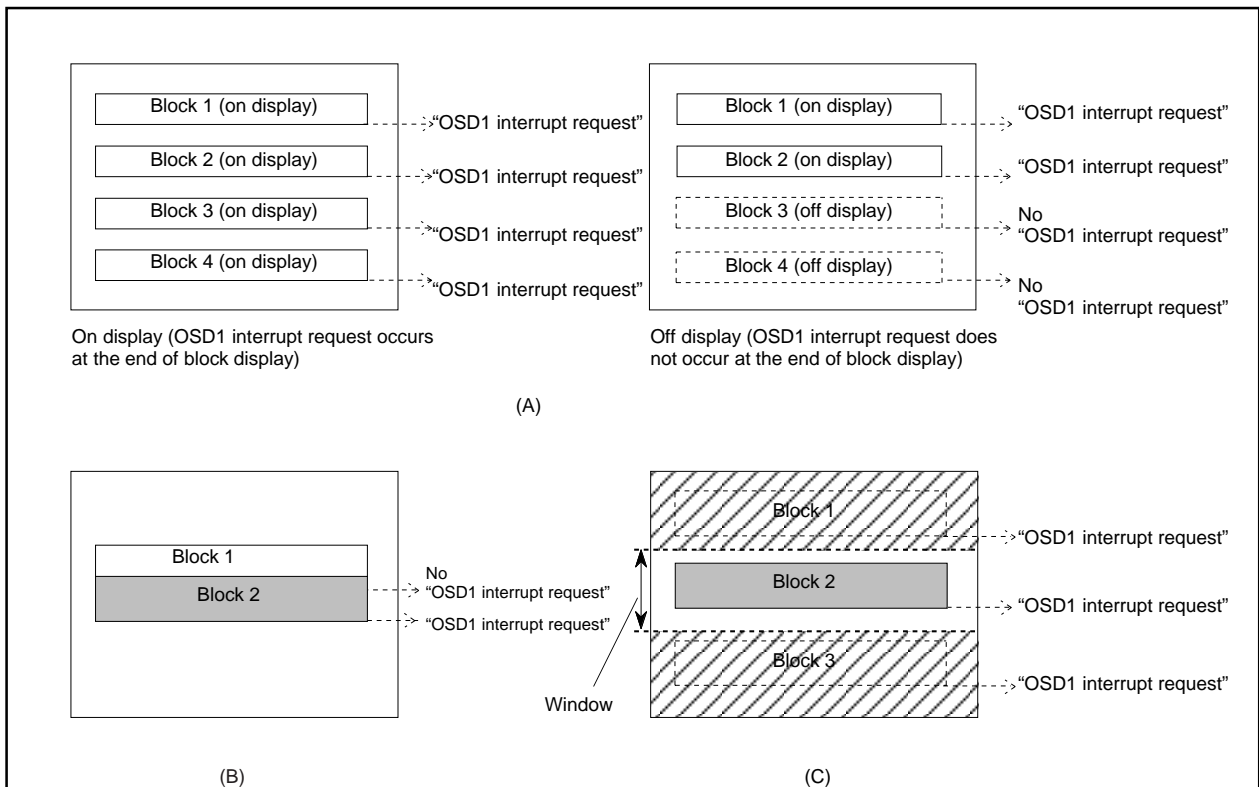 Block 1 (on display)
“OSD1 interrupt request”
Block 2 (on display)
“OSD1 interrupt request”
Block 3 (on display)
“OSD1 interrupt request”
Block 4 (on display)
“OSD1 interrupt request”
On display (OSD1 interrupt request occurs
at the end of block display)
Block 1 (on display)
“OSD1 interrupt request”
Block 2 (on display)
“OSD1 interrupt request”
Block 3 (off display)
No
“OSD1 interrupt request”
Block 4 (off display)
No
“OSD1 interrupt request”
Off display (OSD1 interrupt request does
not occur at the end of block display)
(A)
Block 1
Block 2
No
“OSD1 interrupt request”
“OSD1 interrupt request”
(B)
Block 1
“OSD1 interrupt request”
Block 2
“OSD1 interrupt request”
Block 3
“OSD1 interrupt request”
Window
(C)